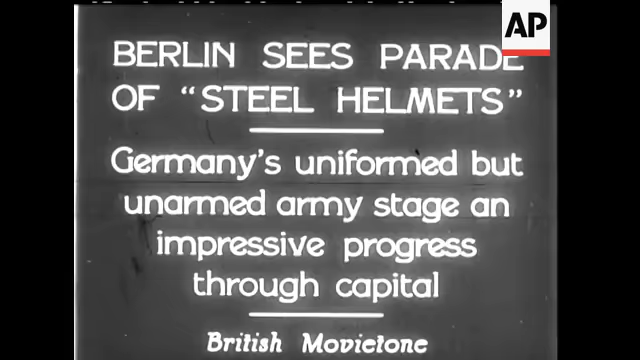 AP
BERLIN SEES PARADE
OF “STEEL HELMETS”
Germany's uniformed but
unarmed army stage an
impressive progress
through capital
British Movietone